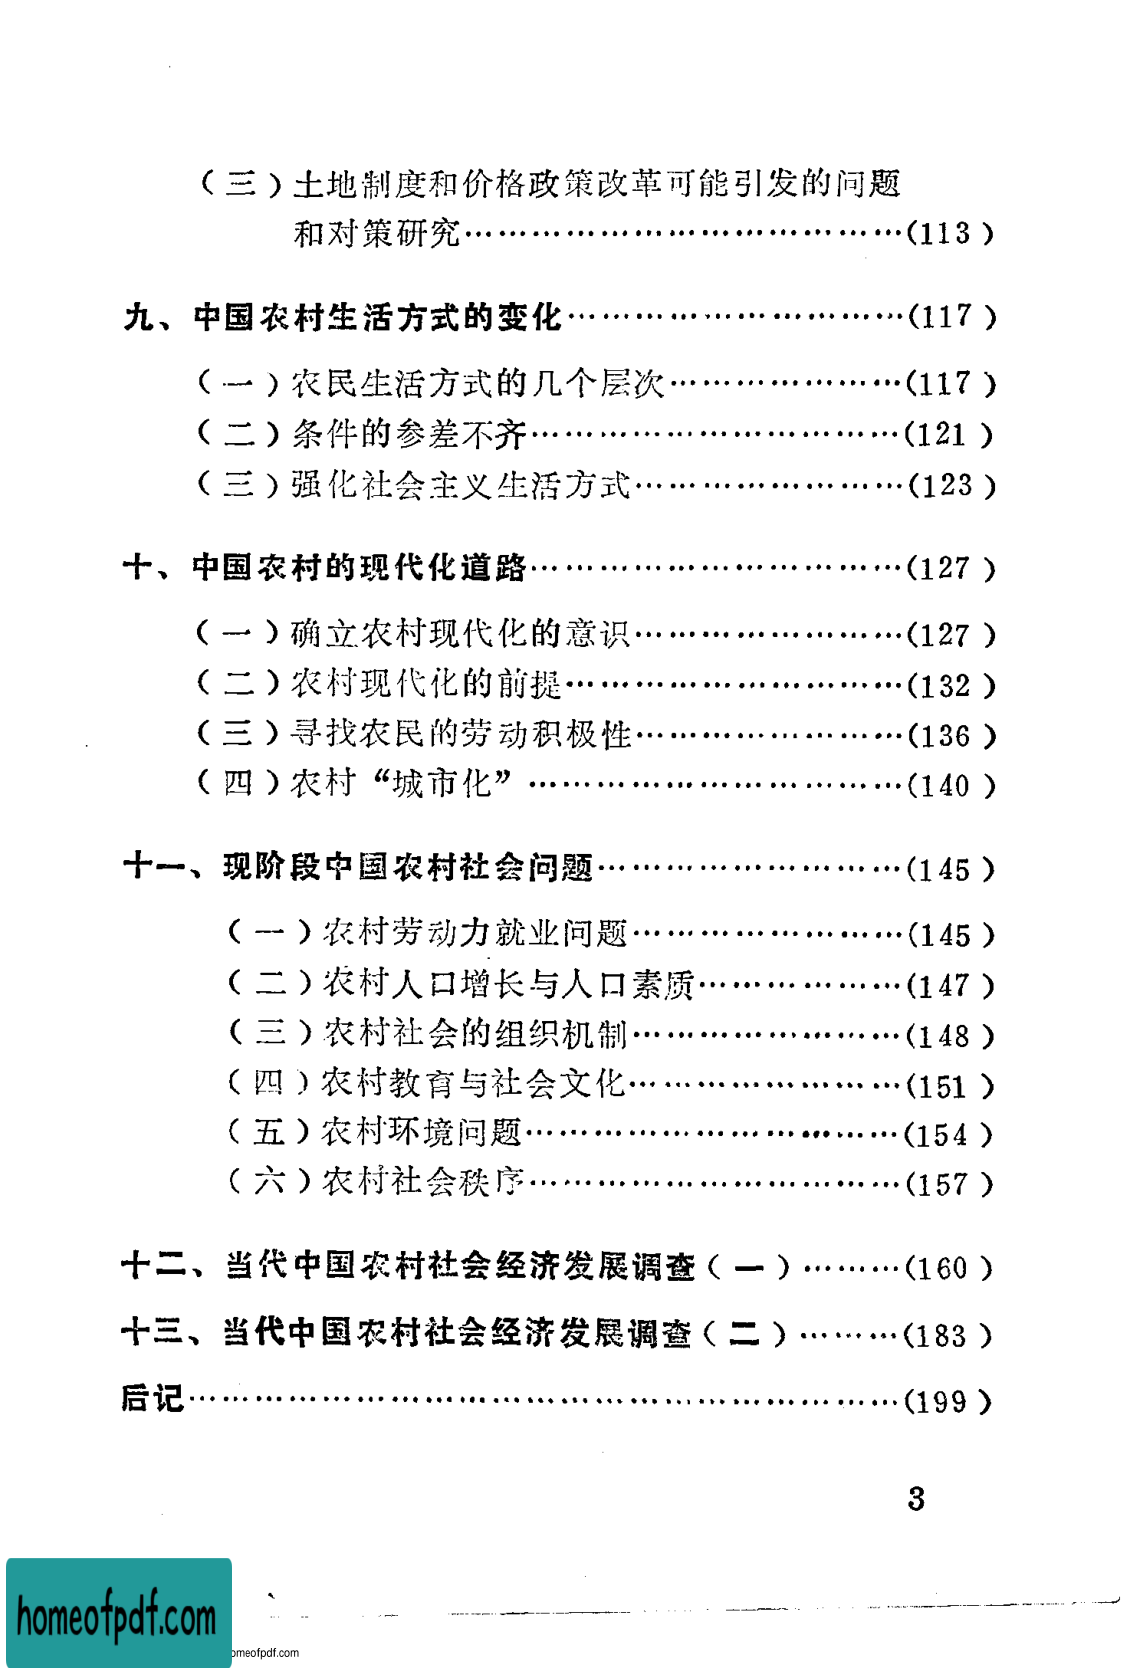 （三）土地制度和价格政策改革可能引发的问题
和对策研究……………………………………(113）
九、中国农村生活方式的变化……………………………(117）
（一）农民生活方式的几个层次…………………(117）
（二）条件的参差不齐………………………………(121）
（三）强化社会主义生活方式……………………(123）
十、中国农村的现代化道路………………………………(127）
（一）确立农村现代化的意识……………………(127）
（二）农村现代化的前提……………………………(132）
（三）寻找农民的劳动积极性……………………(136）
（四）农村“城市化”………………………………(140）
十一、现阶段中国农村社会问题…………………………(145）
（一）农村劳动力就业问题……………………(145）
（二）农村人口增长与人口素质………………(147）
（三）农村社会的组织机制……………………(148）
（四）农村教育与社会文化……………………(151）
（五）农村环境问题………………………………(154）
（六）农村社会秩序………………………………(157）
十二、当代中国农村社会经济发展调查（一）………(160）
十三、当代中国农村社会经济发展调查（二）………(183）
后记……………………………………………………………(199）
3
homeofpdf.com
omeofpdf.com